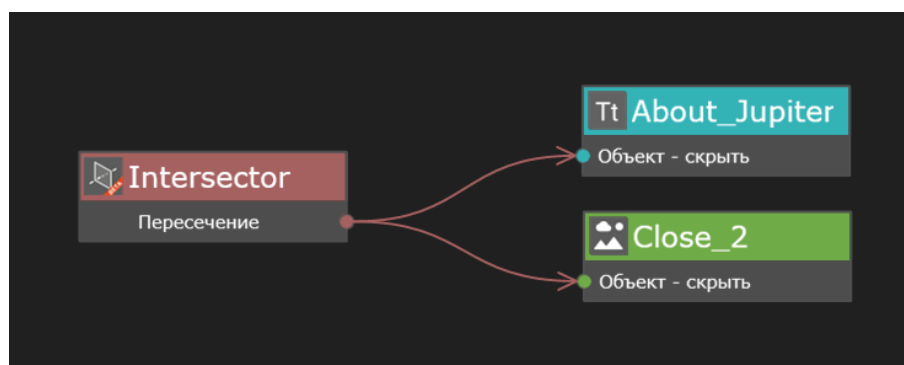 Intersector
Пересечение
Tt About_Jupiter
Объект - скрыть
Close_2
Объект - скрыть